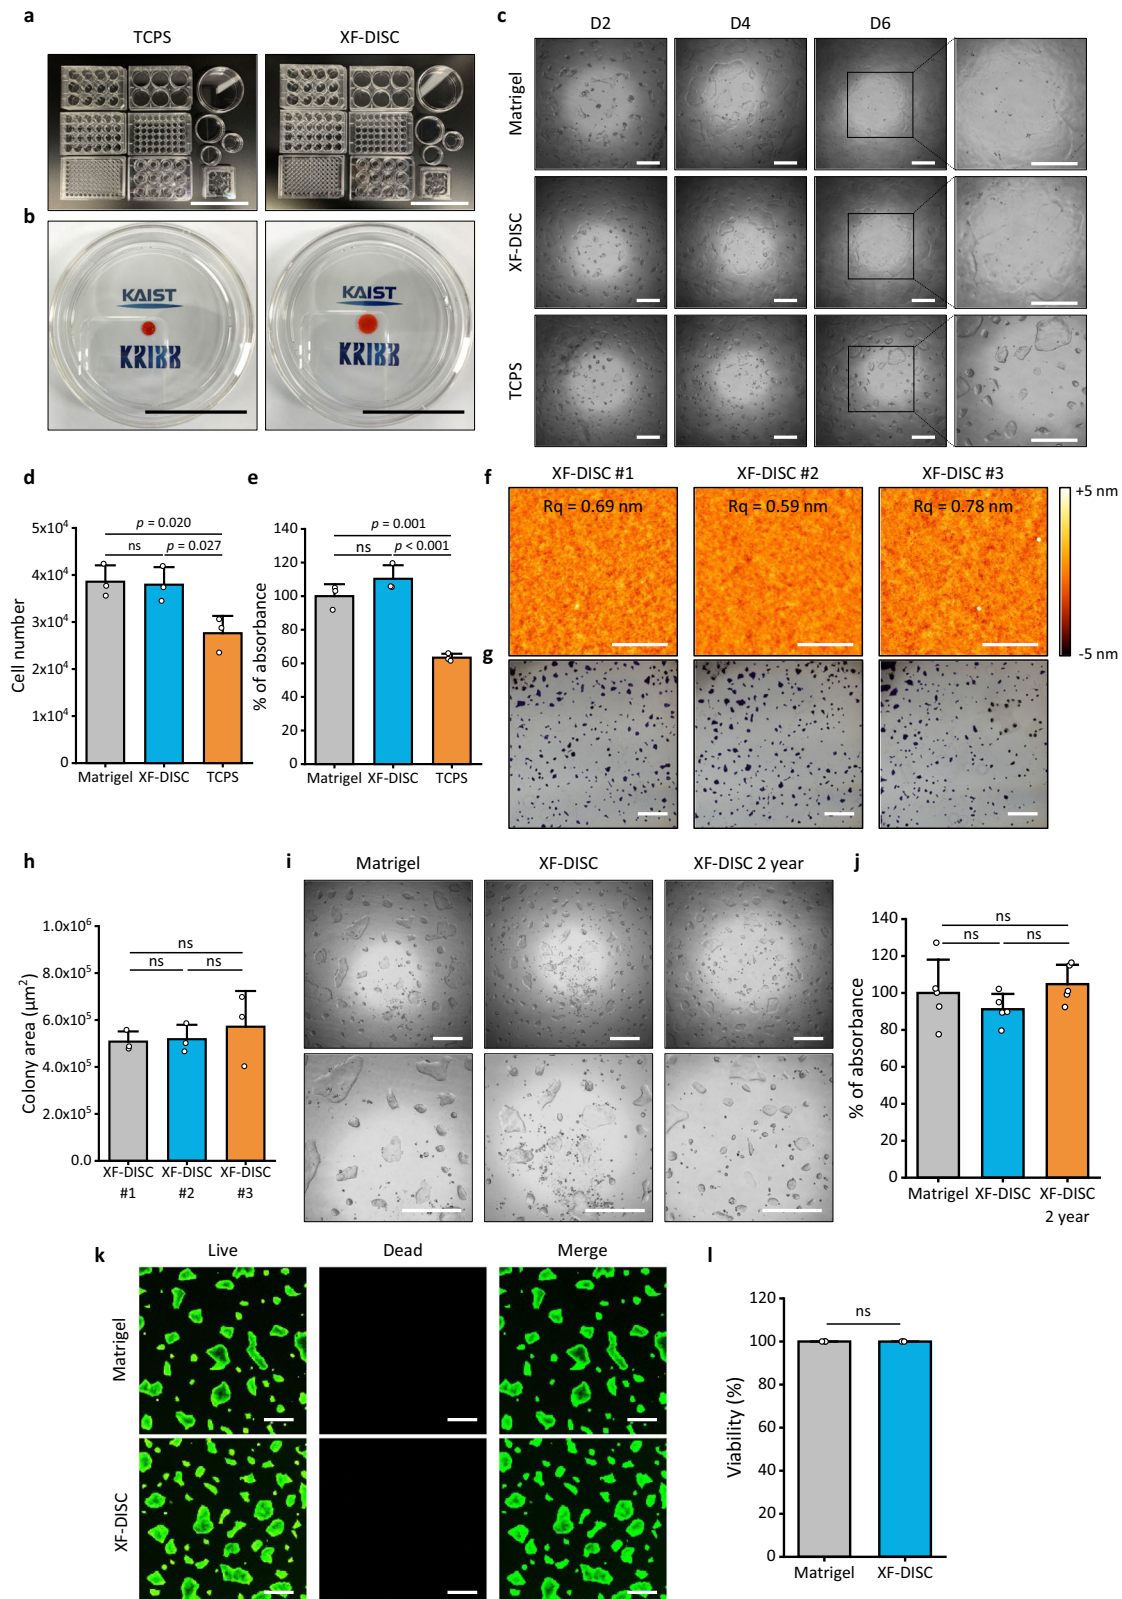 a
TCPS
XF-DISC
b
KAIST
KRIBB
KAIST
KRIBB
c
D2
D4
D6
Matrigel
XF-DISC
TCPS
d
Cell number
5x10⁴
4x10⁴
3x10⁴
2x10⁴
1x10⁴
0
p = 0.020
ns
p = 0.027
Matrigel
XF-DISC
TCPS
e
% of absorbance
140
120
100
80
60
40
20
0
p = 0.001
ns
p < 0.001
Matrigel
XF-DISC
TCPS
f
XF-DISC #1
XF-DISC #2
XF-DISC #3
Rq = 0.69 nm
Rq = 0.59 nm
Rq = 0.78 nm
+5 nm
-5 nm
g
h
Colony area (µm²)
1.0x10⁶
8.0x10⁵
6.0x10⁵
4.0x10⁵
2.0x10⁵
0.0
ns
ns
ns
XF-DISC
#1
XF-DISC
#2
XF-DISC
#3
i
Matrigel
XF-DISC
XF-DISC 2 year
j
% of absorbance
140
120
100
80
60
40
20
0
ns
ns
ns
Matrigel
XF-DISC
XF-DISC
2 year
k
Live
Dead
Merge
Matrigel
XF-DISC
l
Viability (%)
120
100
80
60
40
20
0
ns
Matrigel
XF-DISC